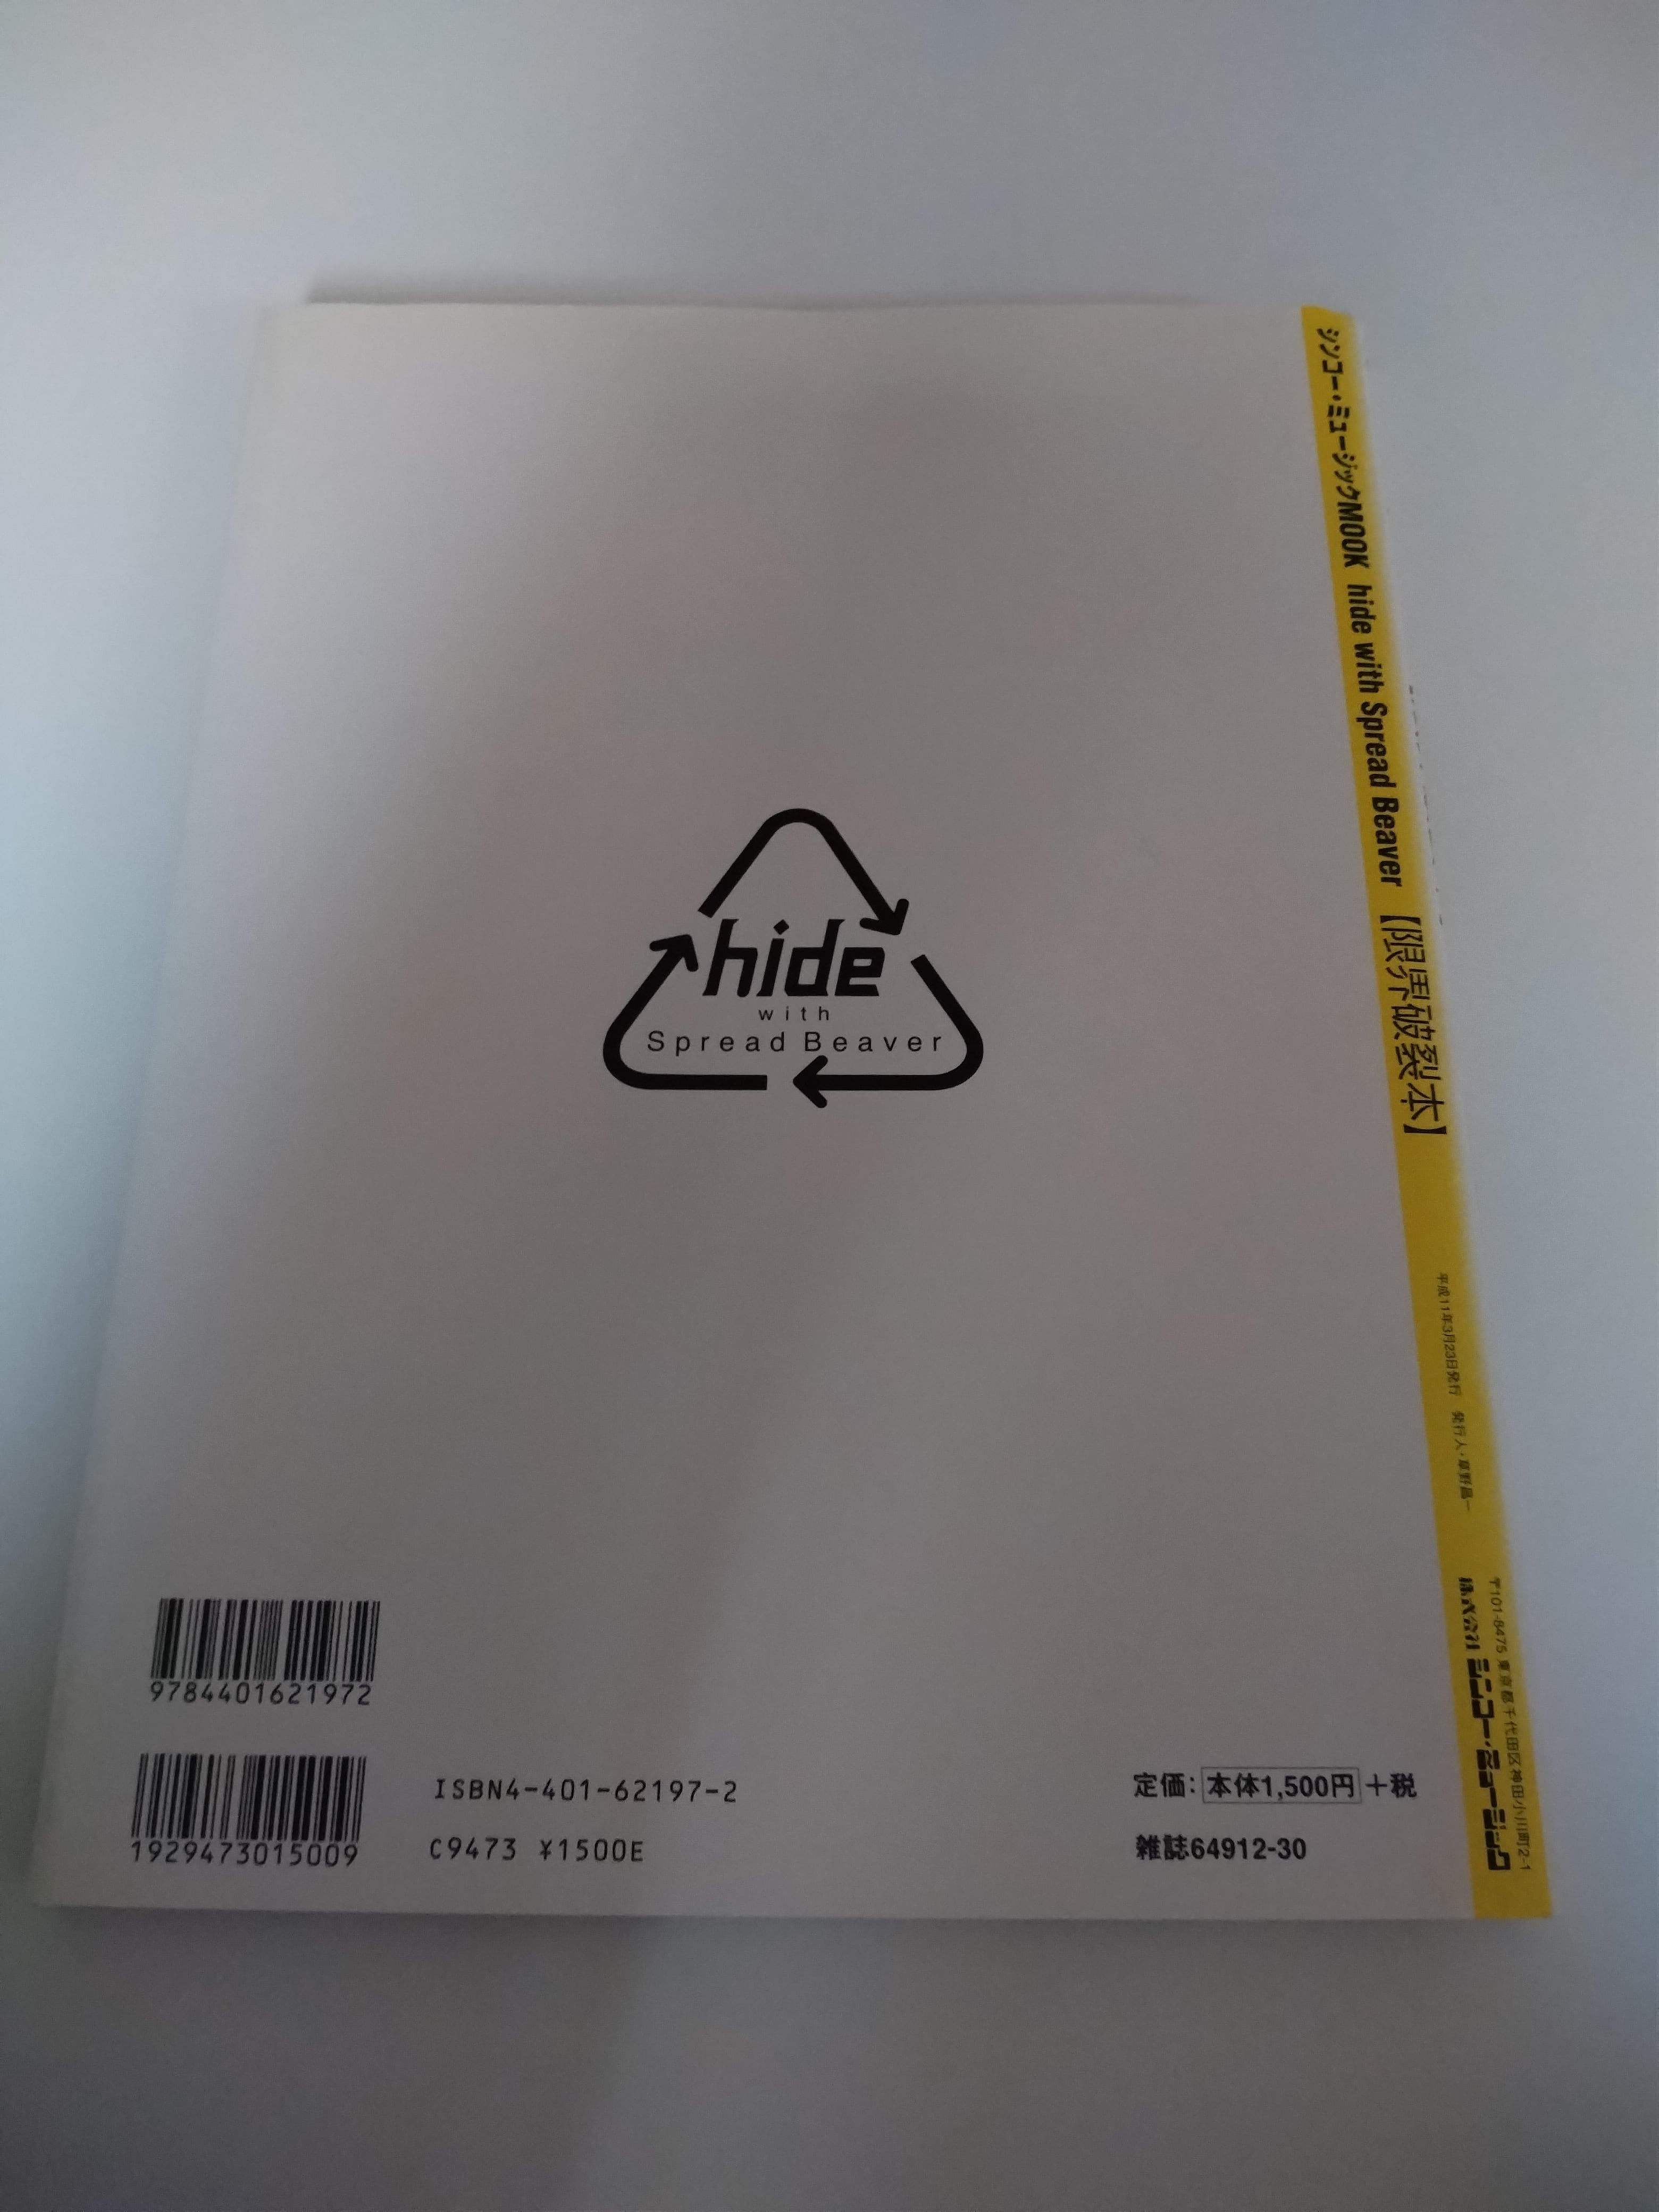 hide
with
Spread Beaver
シンコー・ミュージックMOOK hide with Spread Beaver 【限界破裂本】
平成11年3月23日発行 発行人・草野昌一
〒101-8475 東京都千代田区神田小川町2-1
株式会社シンコー・ミュージック
9784401621972
1929473015009
ISBN4-401-62197-2
C9473 ¥1500E
定価：本体1,500円＋税
雑誌64912-30